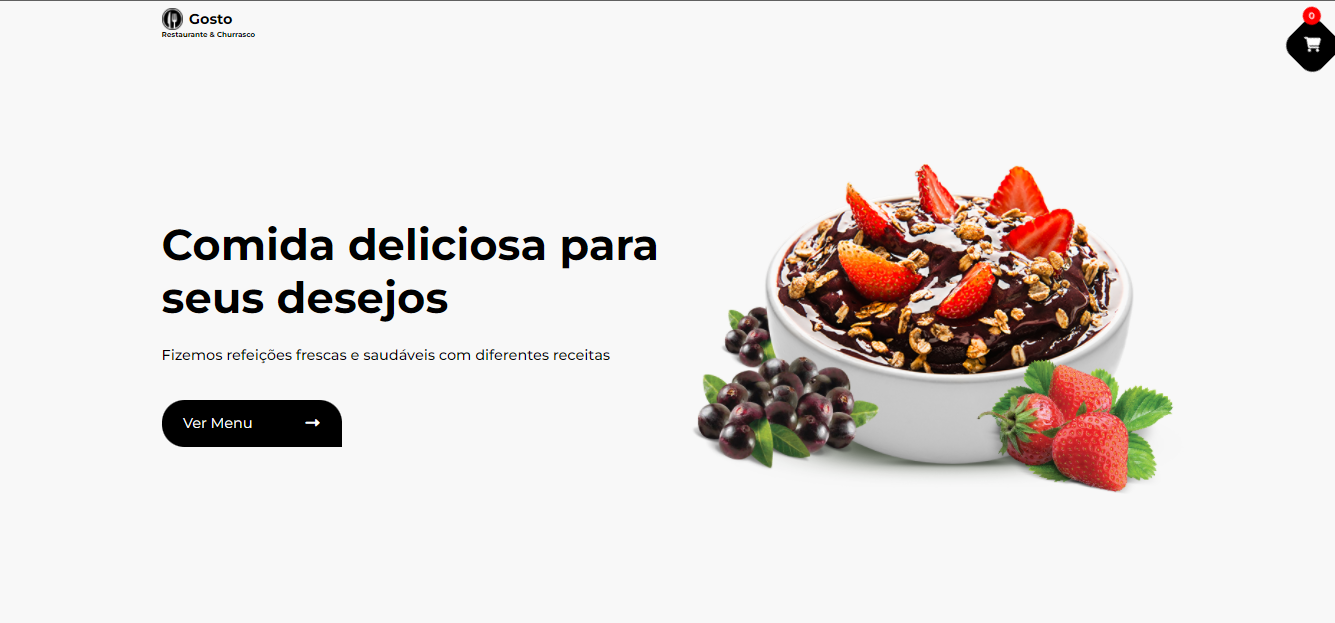 Gosto
Restaurante & Churrasco
0
Comida deliciosa para
seus desejos
Fizemos refeições frescas e saudáveis com diferentes receitas
Ver Menu